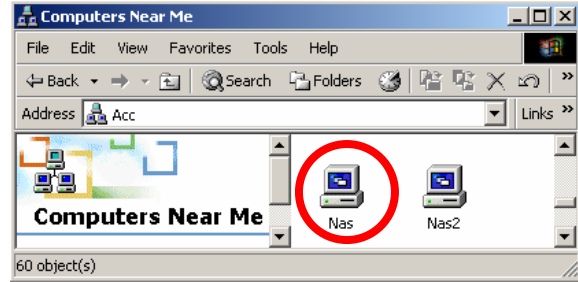 Computers Near Me
File Edit View Favorites Tools Help
Back Search Folders »
Address Acc Links »
Computers Near Me
Nas Nas2
60 object(s)